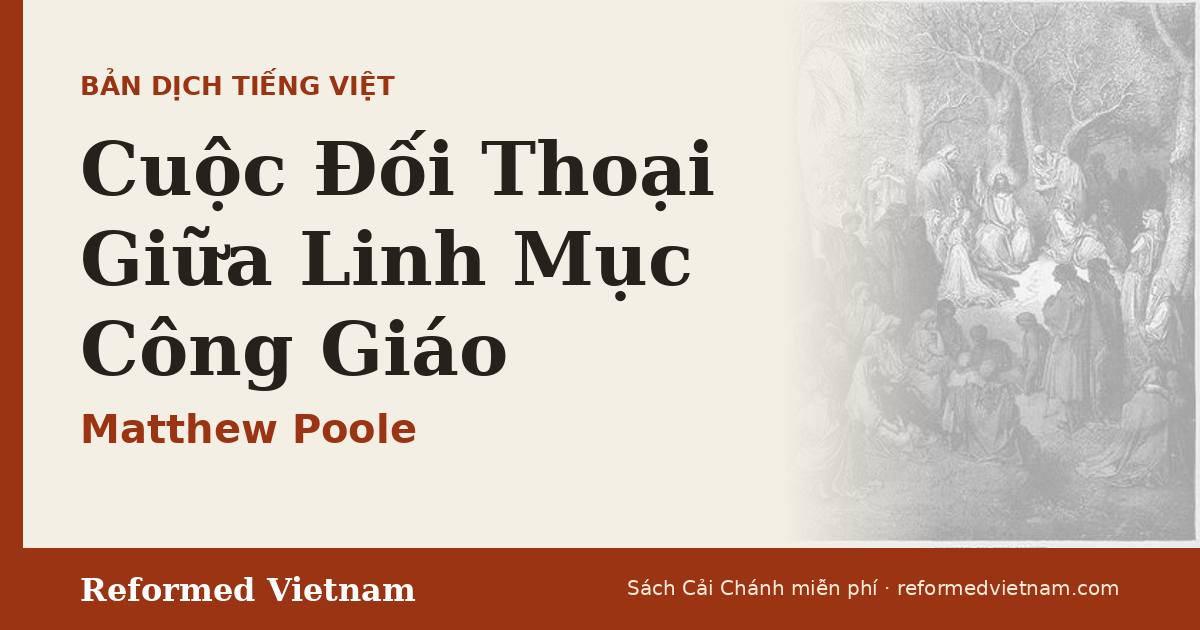 BẢN DỊCH TIẾNG VIỆT
Cuộc Đối Thoại
Giữa Linh Mục
Công Giáo
Matthew Poole
Reformed Vietnam
Sách Cải Chánh miễn phí · reformedvietnam.com